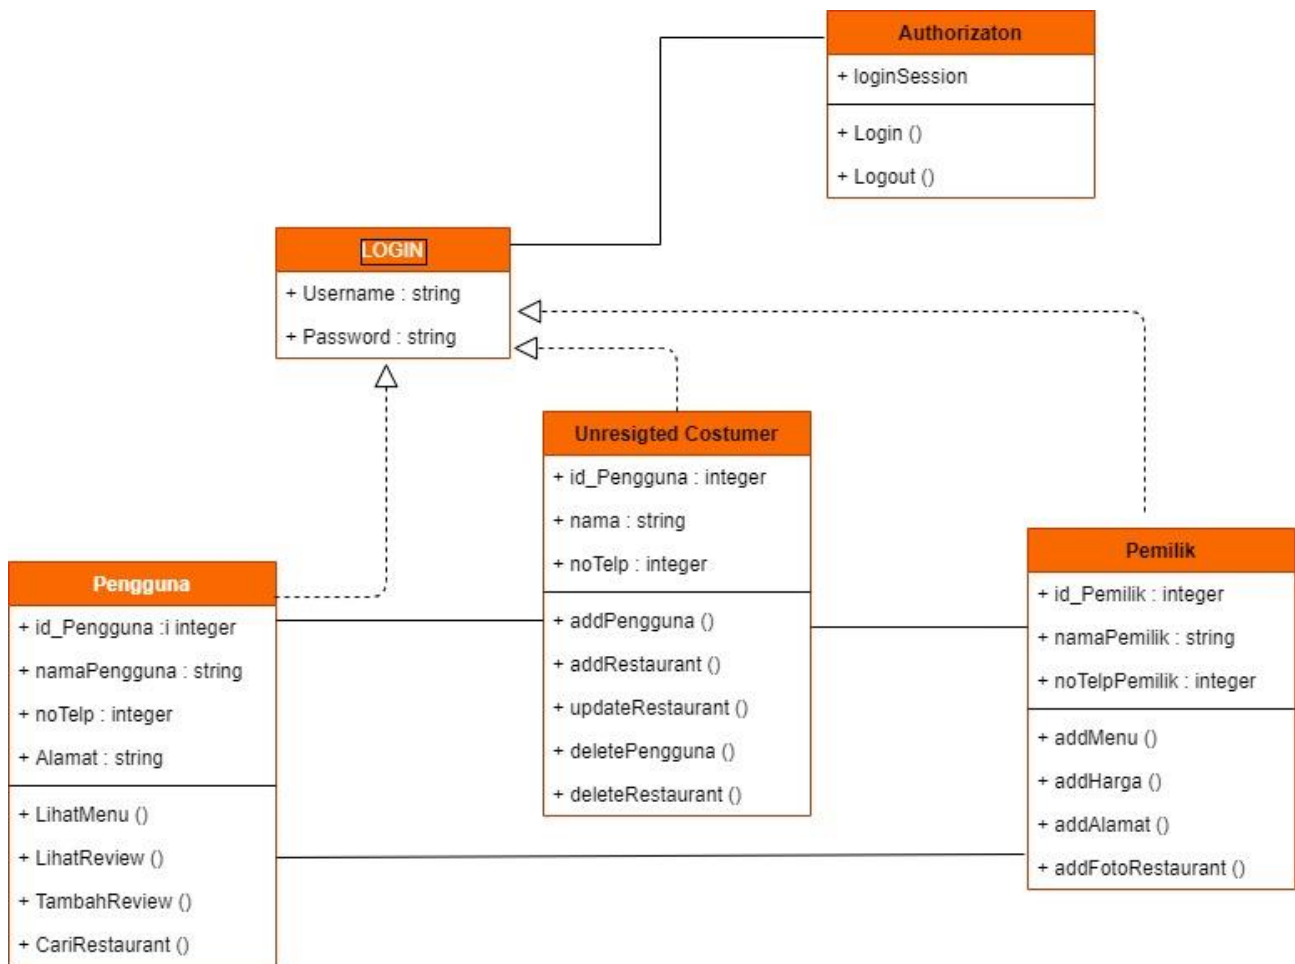 Authorizaton
+ loginSession
+ Login ()
+ Logout ()
LOGIN
+ Username : string
+ Password : string
Unresigted Costumer
+ id_Pengguna : integer
+ nama : string
+ noTelp : integer
+ addPengguna ()
+ addRestaurant ()
+ updateRestaurant ()
+ deletePengguna ()
+ deleteRestaurant ()
Pemilik
+ id_Pemilik : integer
+ namaPemilik : string
+ noTelpPemilik : integer
+ addMenu ()
+ addHarga ()
+ addAlamat ()
+ addFotoRestaurant ()
Pengguna
+ id_Pengguna :i integer
+ namaPengguna : string
+ noTelp : integer
+ Alamat : string
+ LihatMenu ()
+ LihatReview ()
+ TambahReview ()
+ CariRestaurant ()